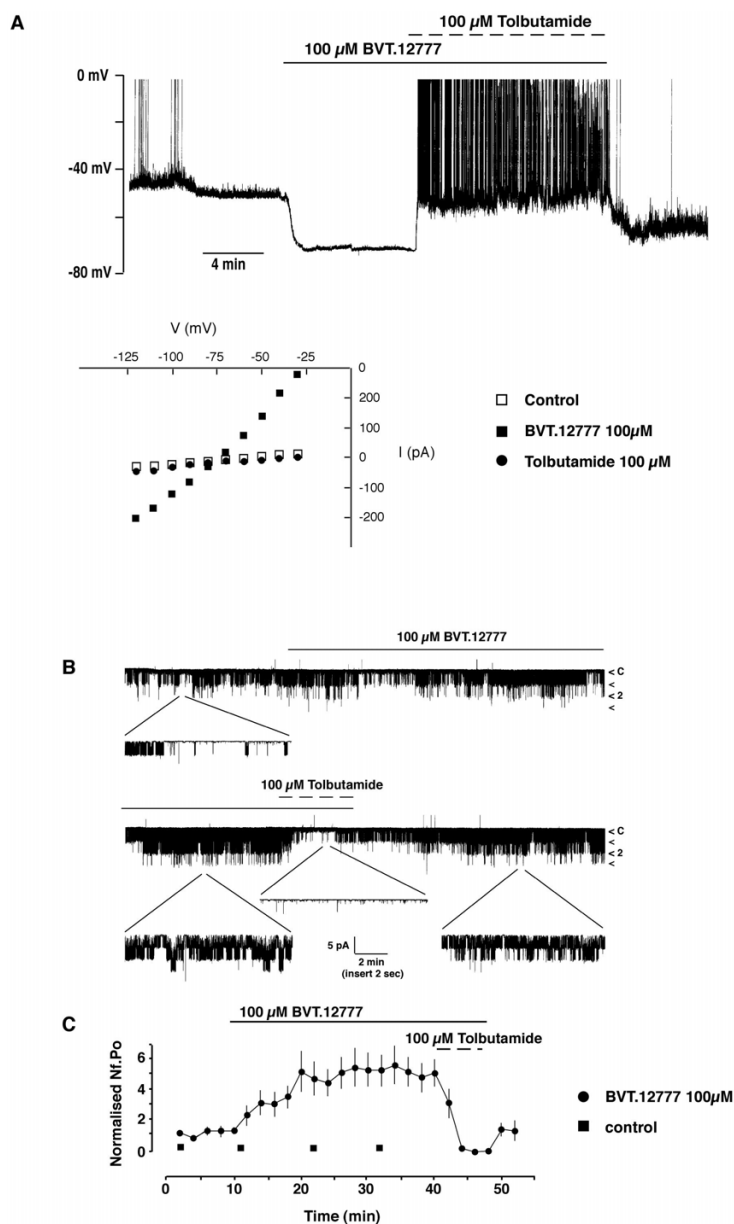 A
100 µM Tolbutamide
100 µM BVT.12777
0 mV
-40 mV
-80 mV
4 min
V (mV)
-125 -100 -75 -50 -25
0
200
100
0
-100
-200
I (pA)
Control
BVT.12777 100µM
Tolbutamide 100 µM
B
100 µM BVT.12777
< C
<
< 2
<
100 µM Tolbutamide
< C
<
< 2
<
5 pA
2 min
(insert 2 sec)
C
100 µM BVT.12777
100 µM Tolbutamide
Normalised Nf.Po
6
4
2
0
0 10 20 30 40 50
Time (min)
BVT.12777 100µM
control